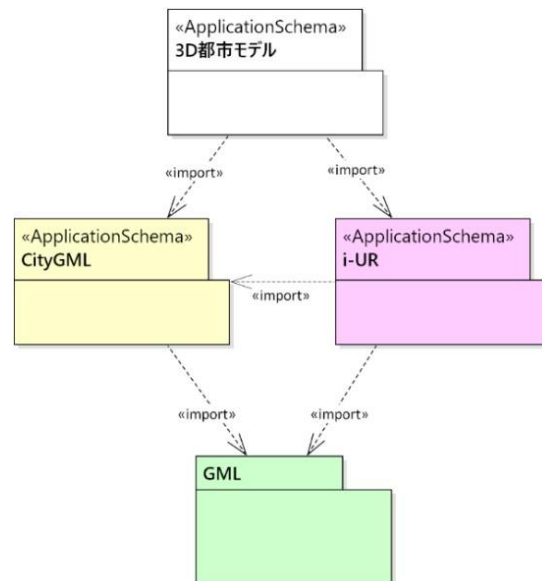 «ApplicationSchema»
3D都市モデル
«import»
«import»
«ApplicationSchema»
CityGML
«ApplicationSchema»
i-UR
«import»
«import»
«import»
GML